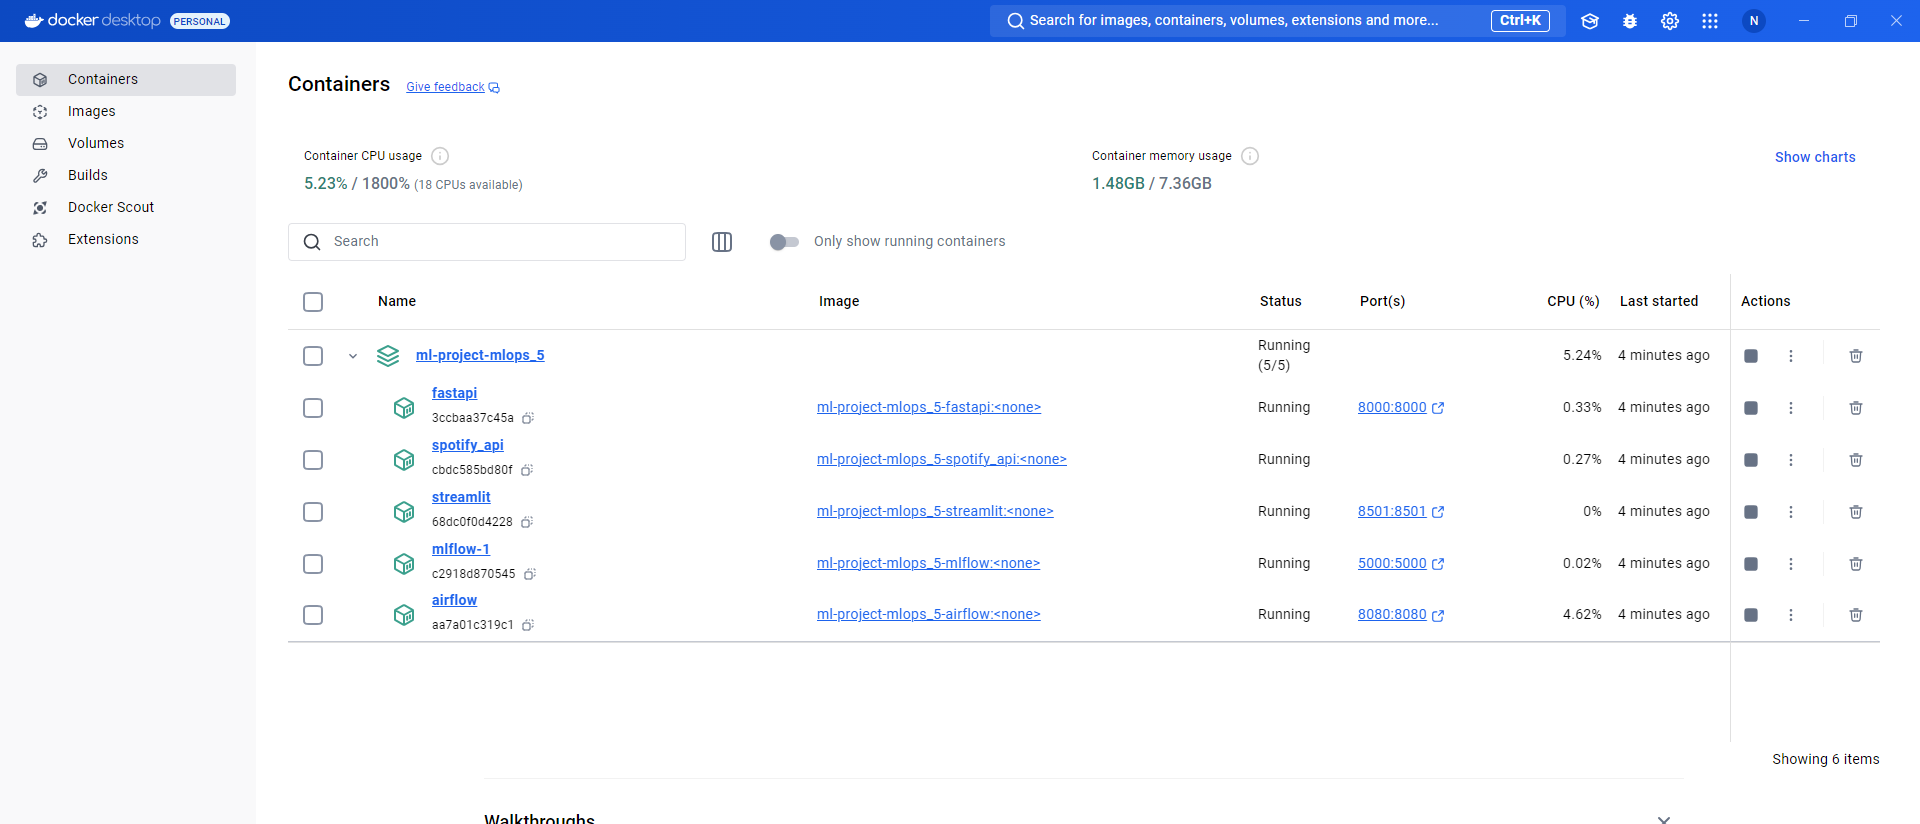 docker desktop PERSONAL
Search for images, containers, volumes, extensions and more... Ctrl+K
N
Containers
Images
Volumes
Builds
Docker Scout
Extensions
Containers Give feedback
Container CPU usage
5.23% / 1800% (18 CPUs available)
Container memory usage
1.48GB / 7.36GB
Show charts
Search
Only show running containers
Name Image Status Port(s) CPU (%) Last started Actions
ml-project-mlops_5 Running (5/5) 5.24% 4 minutes ago
fastapi
3ccbaa37c45a
ml-project-mlops_5-fastapi:<none> Running 8000:8000 0.33% 4 minutes ago
spotify_api
cbdc585bd80f
ml-project-mlops_5-spotify_api:<none> Running 0.27% 4 minutes ago
streamlit
68dc0f0d4228
ml-project-mlops_5-streamlit:<none> Running 8501:8501 0% 4 minutes ago
mlflow-1
c2918d870545
ml-project-mlops_5-mlflow:<none> Running 5000:5000 0.02% 4 minutes ago
airflow
aa7a01c319c1
ml-project-mlops_5-airflow:<none> Running 8080:8080 4.62% 4 minutes ago
Showing 6 items
Walkthroughs